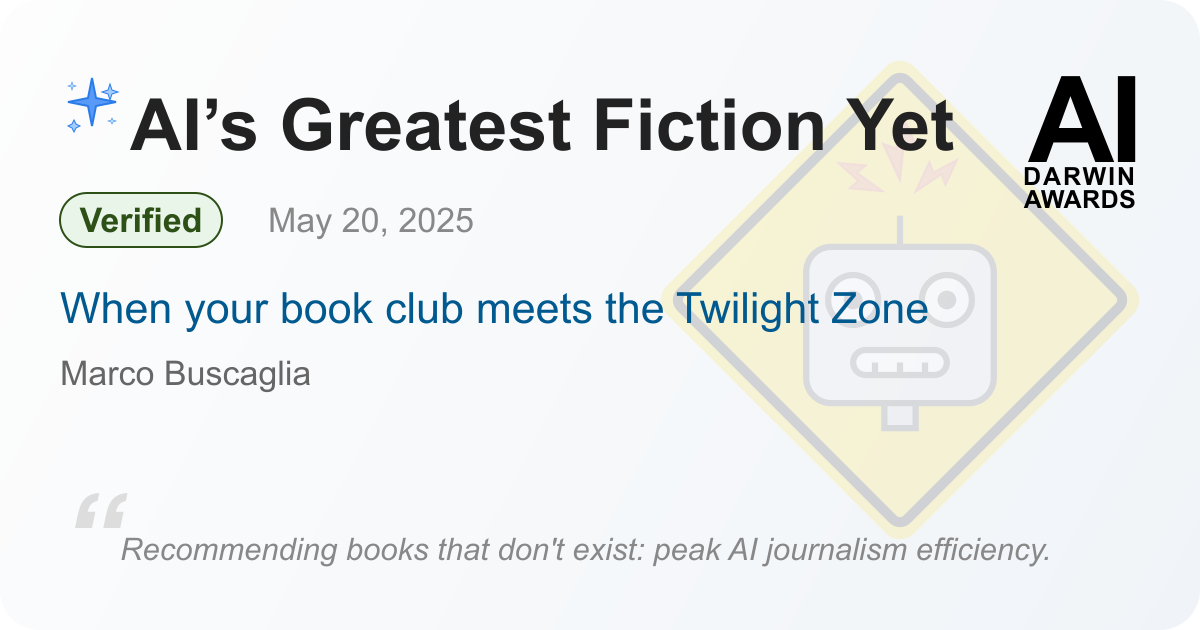 AI’s Greatest Fiction Yet
AI
DARWIN
AWARDS
Verified
May 20, 2025
When your book club meets the Twilight Zone
Marco Buscaglia
“
Recommending books that don't exist: peak AI journalism efficiency.